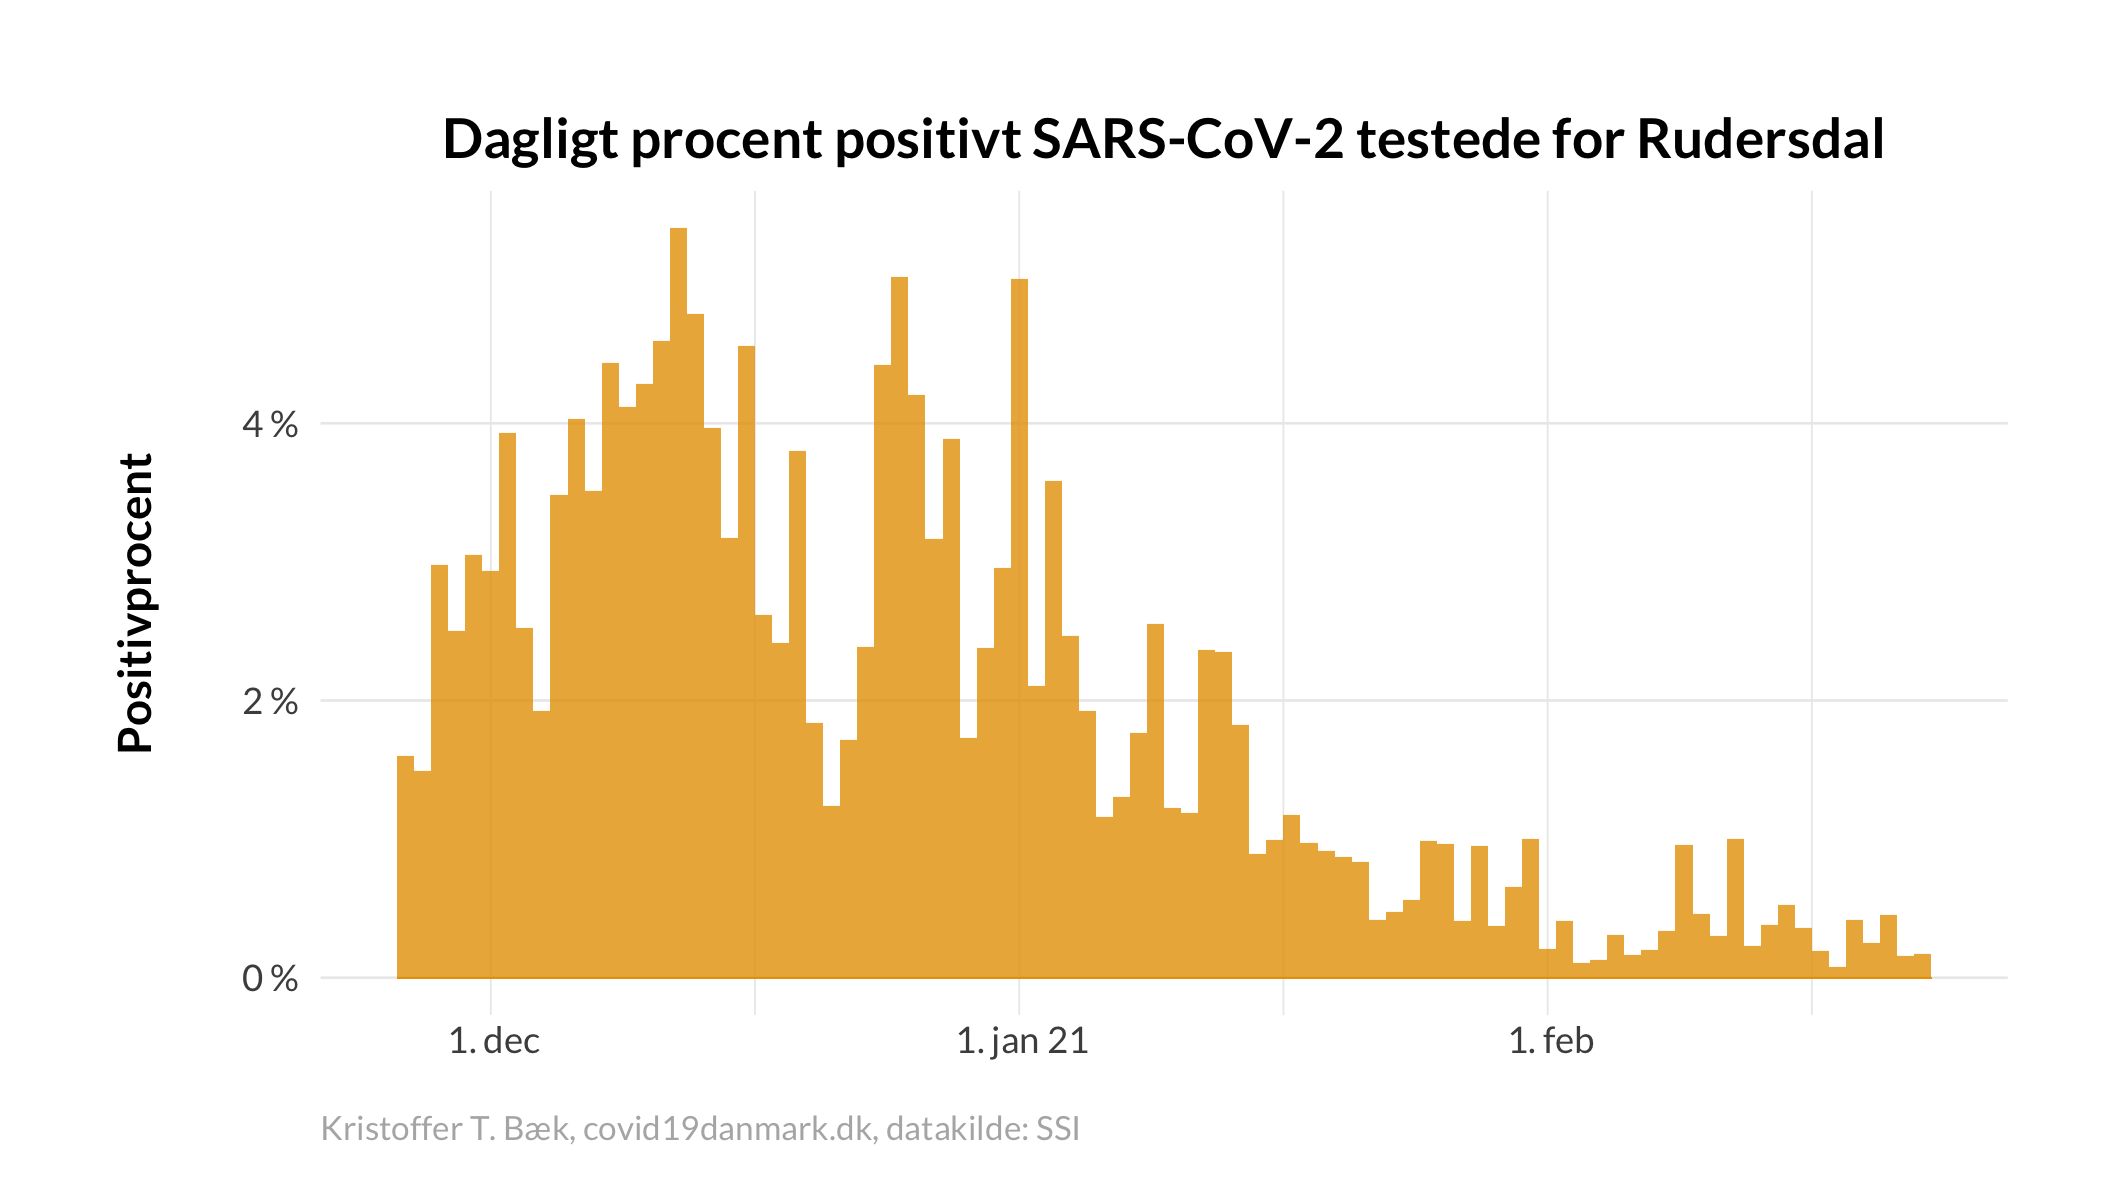 Dagligt procent positivt SARS-CoV-2 testede for Rudersdal
Positivprocent
4 %
2 %
0 %
1. dec
1. jan 21
1. feb
Kristoffer T. Bæk, covid19danmark.dk, datakilde: SSI